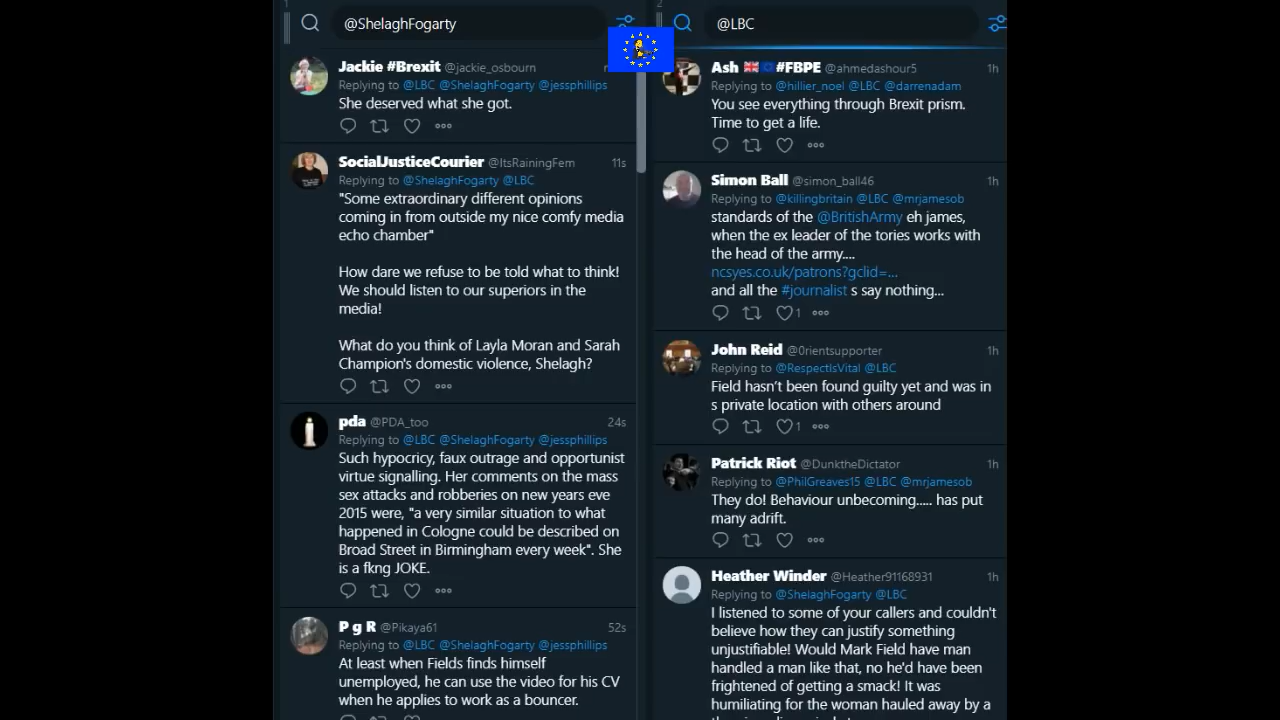 1
@ShelaghFogarty
Jackie #Brexit @jackie_osbourn
Replying to @LBC @ShelaghFogarty @jessphillips
She deserved what she got.
SocialJusticeCourier @ItsRainingFem 11s
Replying to @ShelaghFogarty @LBC
"Some extraordinary different opinions
coming in from outside my nice comfy media
echo chamber"
How dare we refuse to be told what to think!
We should listen to our superiors in the
media!
What do you think of Layla Moran and Sarah
Champion's domestic violence, Shelagh?
pda @PDA_too 24s
Replying to @LBC @ShelaghFogarty @jessphillips
Such hypocricy, faux outrage and opportunist
virtue signalling. Her comments on the mass
sex attacks and robberies on new years eve
2015 were, "a very similar situation to what
happened in Cologne could be described on
Broad Street in Birmingham every week". She
is a fkng JOKE.
P g R @Pikaya61 52s
Replying to @LBC @ShelaghFogarty @jessphillips
At least when Fields finds himself
unemployed, he can use the video for his CV
when he applies to work as a bouncer.
2
@LBC
Ash #FBPE @ahmedashour5 1h
Replying to @hillier_noel @LBC @darrenadam
You see everything through Brexit prism.
Time to get a life.
Simon Ball @simon_ball46 1h
Replying to @killingbritain @LBC @mrjamesob
standards of the @BritishArmy eh james,
when the ex leader of the tories works with
the head of the army....
ncsyes.co.uk/patrons?gclid=...
and all the #journalist s say nothing...
1
John Reid @0rientsupporter 1h
Replying to @RespectIsVital @LBC
Field hasn't been found guilty yet and was in
s private location with others around
1
Patrick Riot @DunktheDictator 1h
Replying to @PhilGreaves15 @LBC @mrjamesob
They do! Behaviour unbecoming..... has put
many adrift.
Heather Winder @Heather91168931 1h
Replying to @ShelaghFogarty @LBC
I listened to some of your callers and couldn't
believe how they can justify something
unjustifiable! Would Mark Field have man
handled a man like that, no he'd have been
frightened of getting a smack! It was
humiliating for the woman hauled away by a